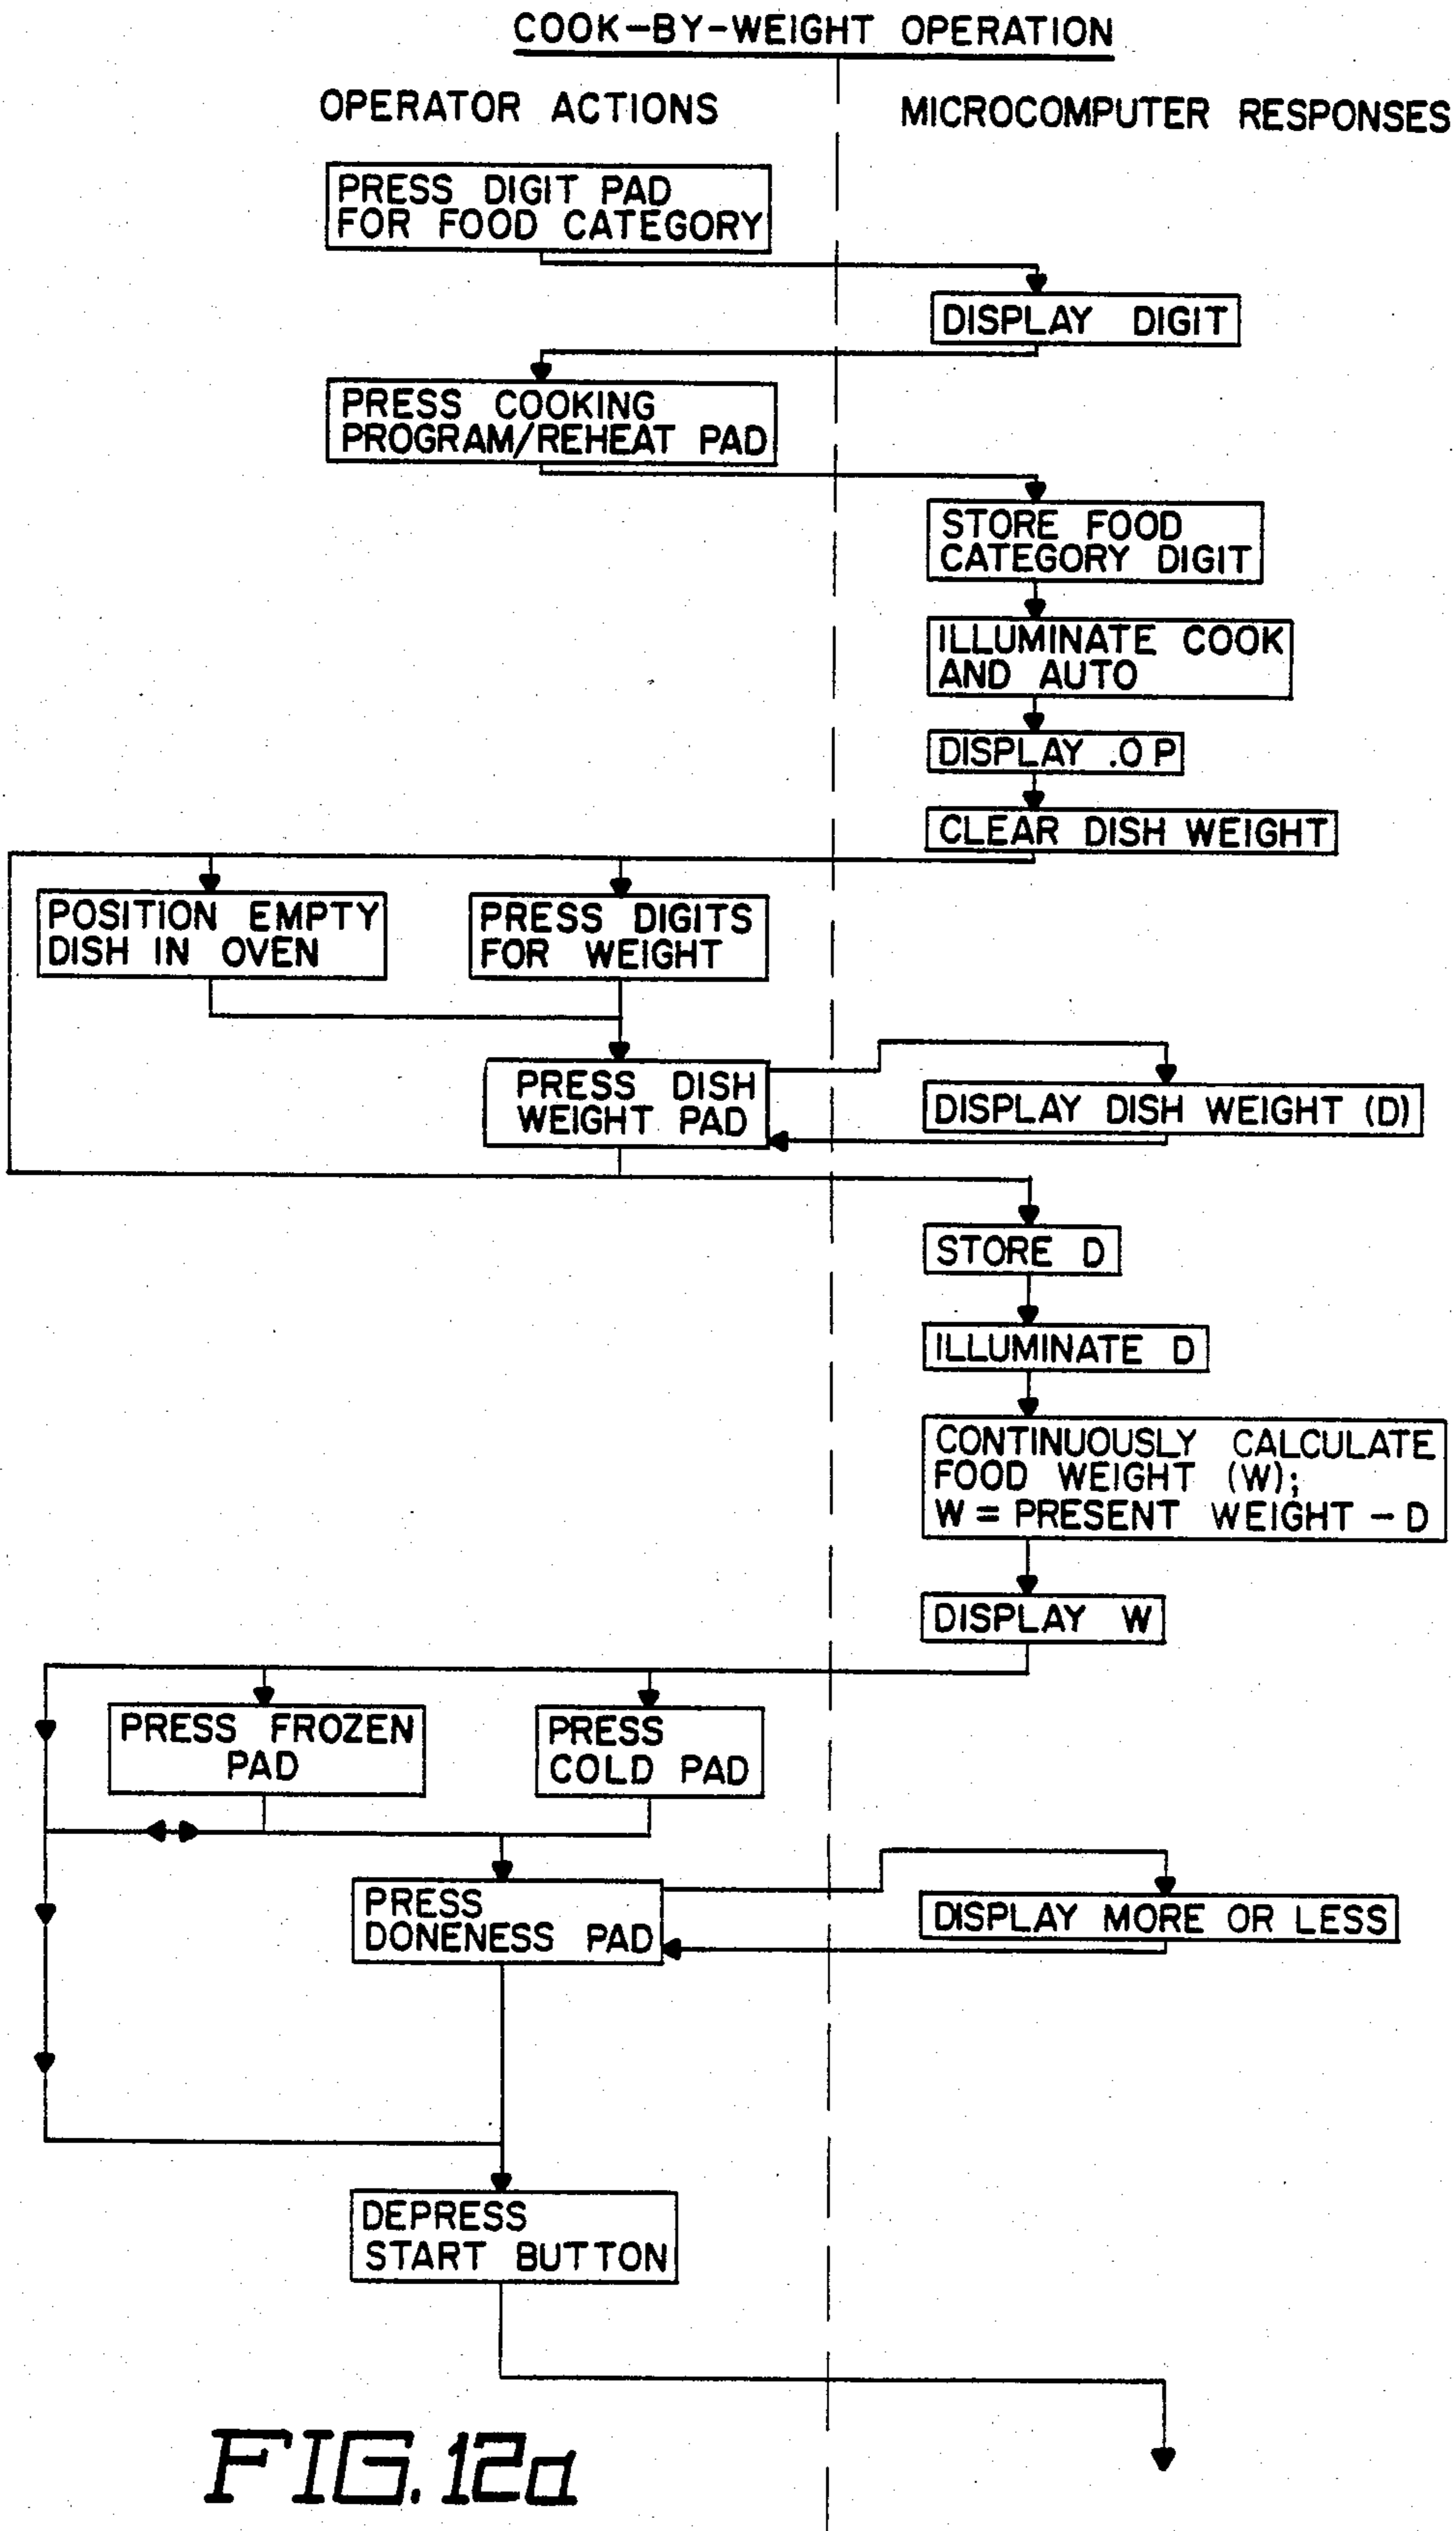 COOK-BY-WEIGHT OPERATION
OPERATOR ACTIONS
MICROCOMPUTER RESPONSES
PRESS DIGIT PAD
FOR FOOD CATEGORY
DISPLAY DIGIT
PRESS COOKING
PROGRAM/REHEAT PAD
STORE FOOD
CATEGORY DIGIT
ILLUMINATE COOK
AND AUTO
DISPLAY .0 P
CLEAR DISH WEIGHT
POSITION EMPTY
DISH IN OVEN
PRESS DIGITS
FOR WEIGHT
PRESS DISH
WEIGHT PAD
DISPLAY DISH WEIGHT (D)
STORE D
ILLUMINATE D
CONTINUOUSLY CALCULATE
FOOD WEIGHT (W);
W = PRESENT WEIGHT - D
DISPLAY W
PRESS FROZEN
PAD
PRESS
COLD PAD
PRESS
DONENESS PAD
DISPLAY MORE OR LESS
DEPRESS
START BUTTON
FIG. 12a